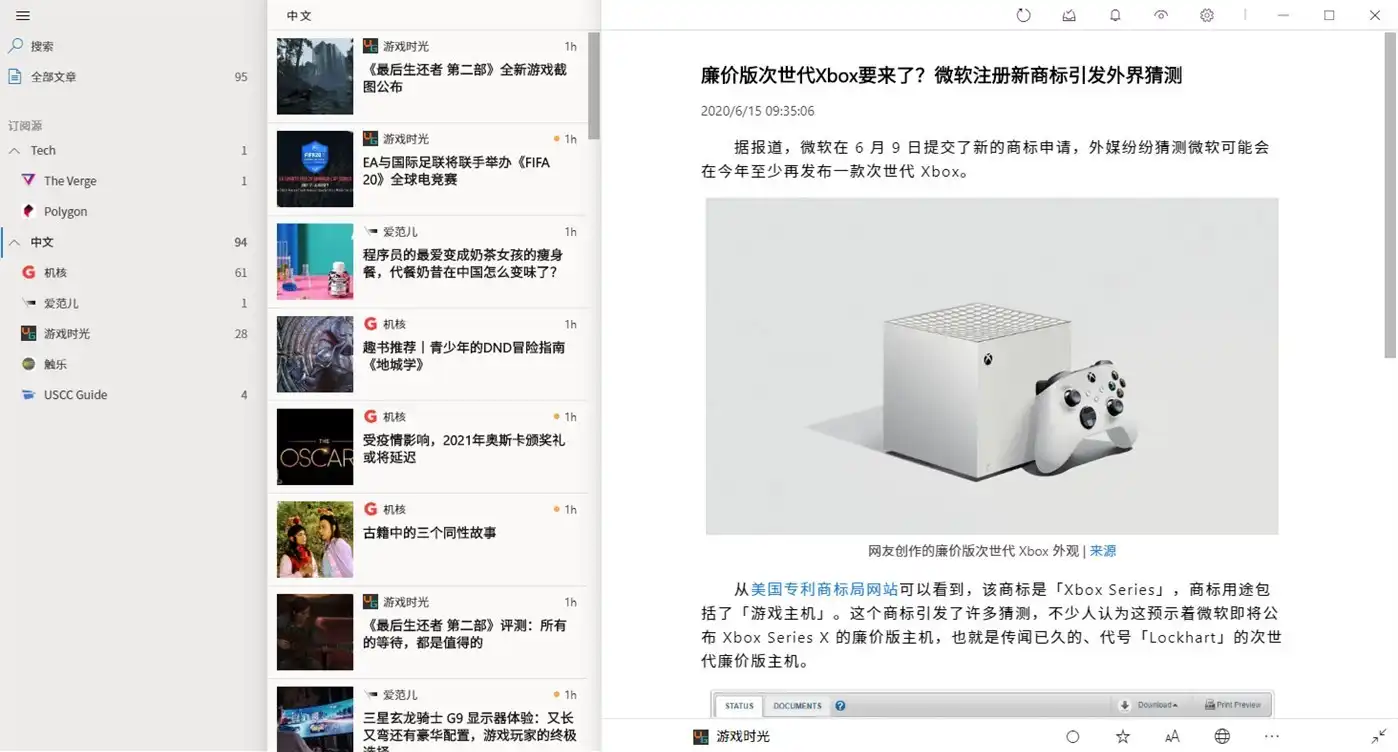 搜索
全部文章 95
订阅源
Tech 1
The Verge 1
Polygon
中文 94
机核 61
爱范儿 1
游戏时光 28
触乐
USCC Guide 4
中文
游戏时光 1h
《最后生还者 第二部》全新游戏截
图公布
游戏时光 1h
EA与国际足联将联手举办《FIFA
20》全球电竞赛
FIFA20
爱范儿 1h
程序员的最爱变成奶茶女孩的瘦身
餐，代餐奶昔在中国怎么变味了？
机核 1h
趣书推荐丨青少年的DND冒险指南
《地城学》
机核 1h
受疫情影响，2021年奥斯卡颁奖礼
或将延迟
THE
OSCAR
机核 1h
古籍中的三个同性故事
游戏时光 1h
《最后生还者 第二部》评测：所有
的等待，都是值得的
爱范儿 1h
三星玄龙骑士 G9 显示器体验：又长
又弯还有豪华配置，游戏玩家的终极
选择
廉价版次世代Xbox要来了？微软注册新商标引发外界猜测
2020/6/15 09:35:06
据报道，微软在 6 月 9 日提交了新的商标申请，外媒纷纷猜测微软可能会
在今年至少再发布一款次世代 Xbox。
网友创作的廉价版次世代 Xbox 外观 | 来源
从美国专利商标局网站可以看到，该商标是「Xbox Series」，商标用途包
括了「游戏主机」。这个商标引发了许多猜测，不少人认为这预示着微软即将公
布 Xbox Series X 的廉价版主机，也就是传闻已久的、代号「Lockhart」的次世
代廉价版主机。
STATUS DOCUMENTS ? Download Print Preview
游戏时光 AA